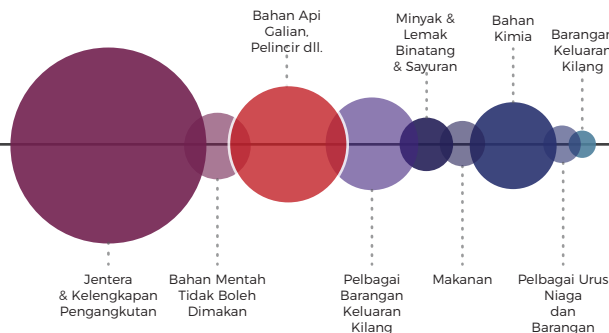 Bahan Api
Galian,
Pelincir dll.
Minyak &
Lemak
Binatang
& Sayuran
Bahan
Kimia
Barangan
Keluaran
Kilang
Jentera
& Kelengkapan
Pengangkutan
Bahan Mentah
Tidak Boleh
Dimakan
Pelbagai
Barangan
Keluaran
Kilang
Makanan
Pelbagai Urus
Niaga
dan
Barangan